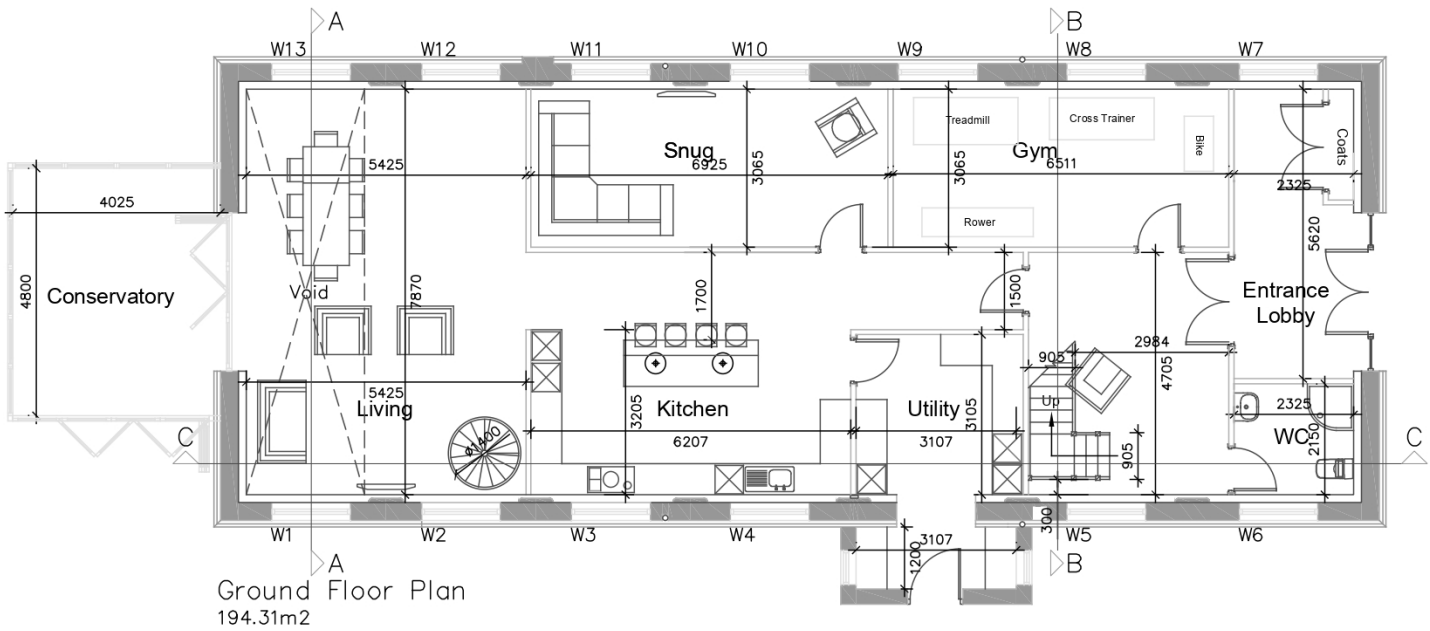 A
B
W13
W12
W11
W10
W9
W8
W7
Treadmill
Cross Trainer
Bike
Coats
Snug
Gym
5425
6925
3065
3065
6511
2325
4025
Rower
5620
4800
Conservatory
Void
7870
1700
1500
Entrance
Lobby
2984
905
4705
5425
Living
3205
Kitchen
Utility
3105
Up
2325
ø1400
6207
3107
905
WC
2150
C
C
300
W1
W2
W3
W4
3107
W5
W6
1200
A
B
Ground Floor Plan
194.31m2